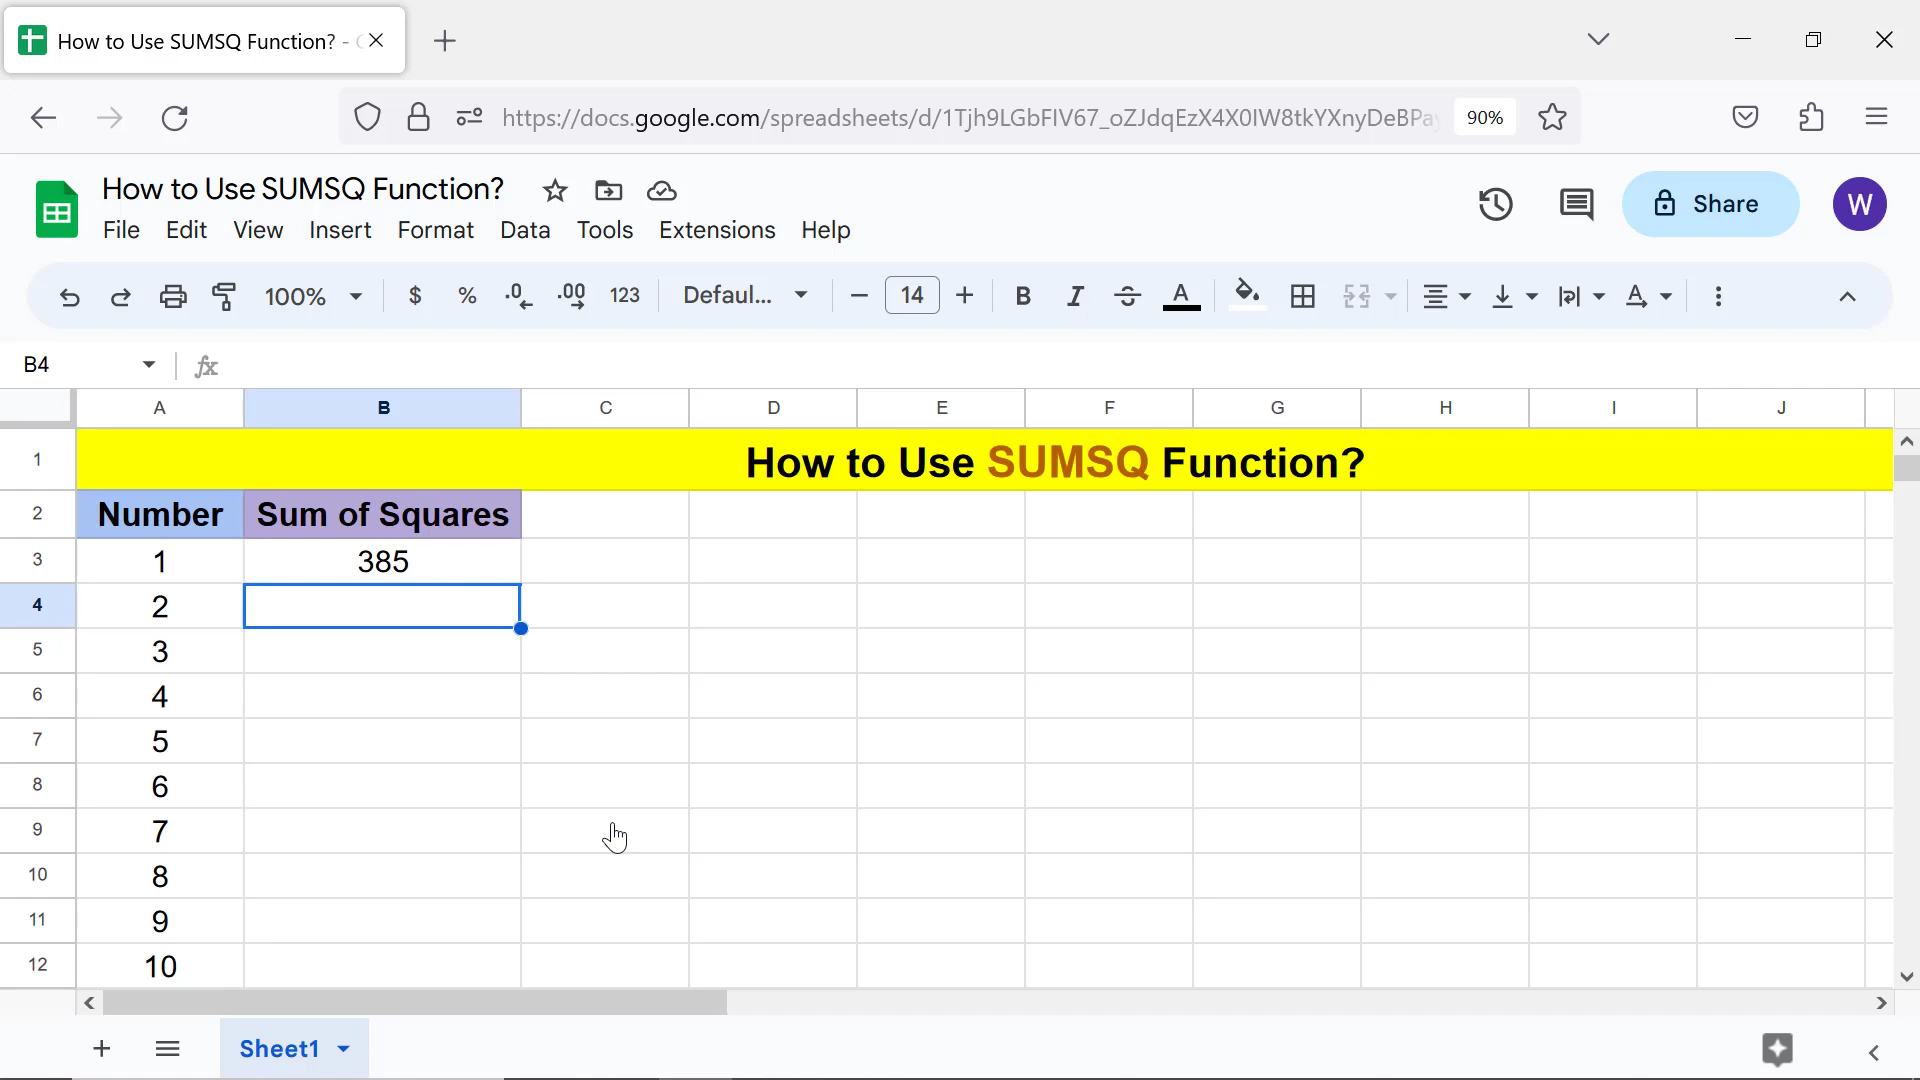 How to Use SUMSQ Function? -
https://docs.google.com/spreadsheets/d/1Tjh9LGbFIV67_oZJdqEzX4X0IW8tkYXnyDeBPa
90%
How to Use SUMSQ Function?
File Edit View Insert Format Data Tools Extensions Help
Share
W
100% $ % .0 .00 123 Defaul... 14 B I S A A
B4 fx
A B C D E F G H I J
1 How to Use SUMSQ Function?
2 Number Sum of Squares
3 1 385
4 2
5 3
6 4
7 5
8 6
9 7
10 8
11 9
12 10
Sheet1